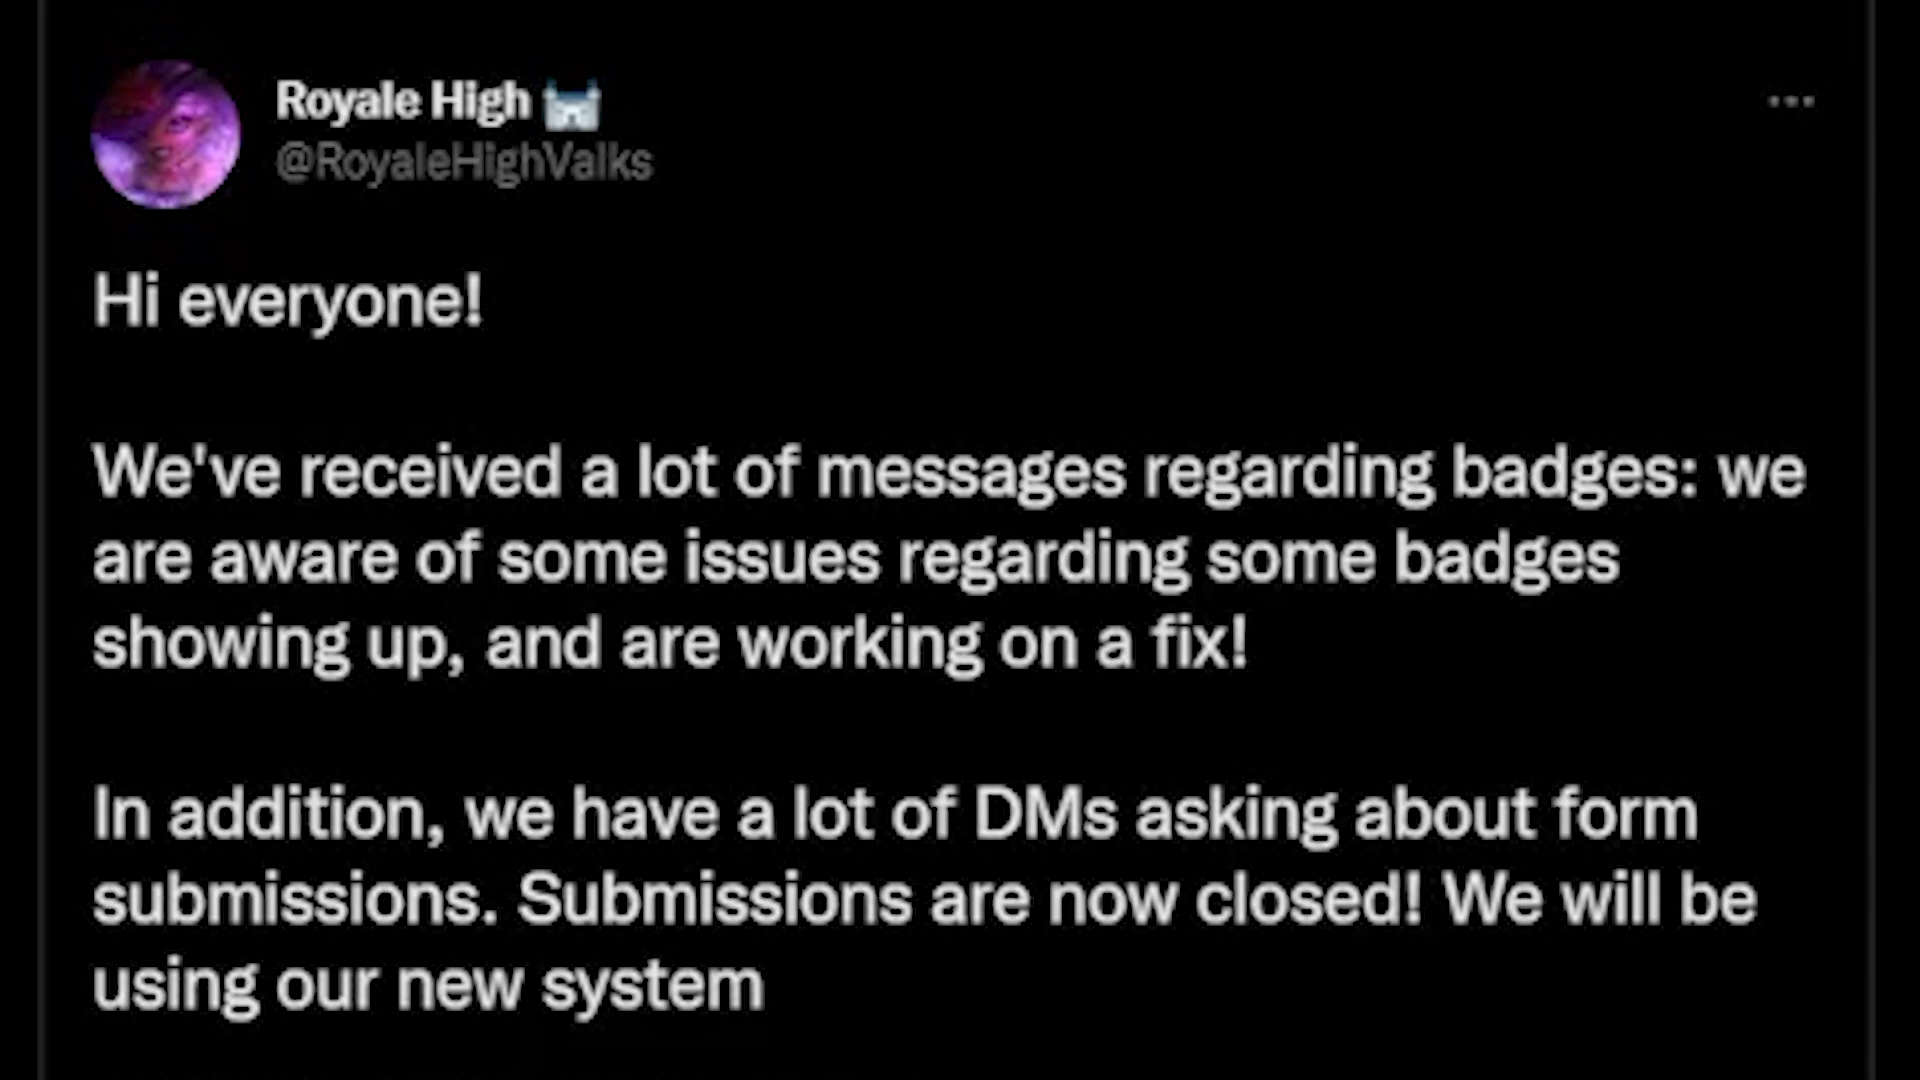 Royale High
@RoyaleHighValks
Hi everyone!
We've received a lot of messages regarding badges: we
are aware of some issues regarding some badges
showing up, and are working on a fix!
In addition, we have a lot of DMs asking about form
submissions. Submissions are now closed! We will be
using our new system